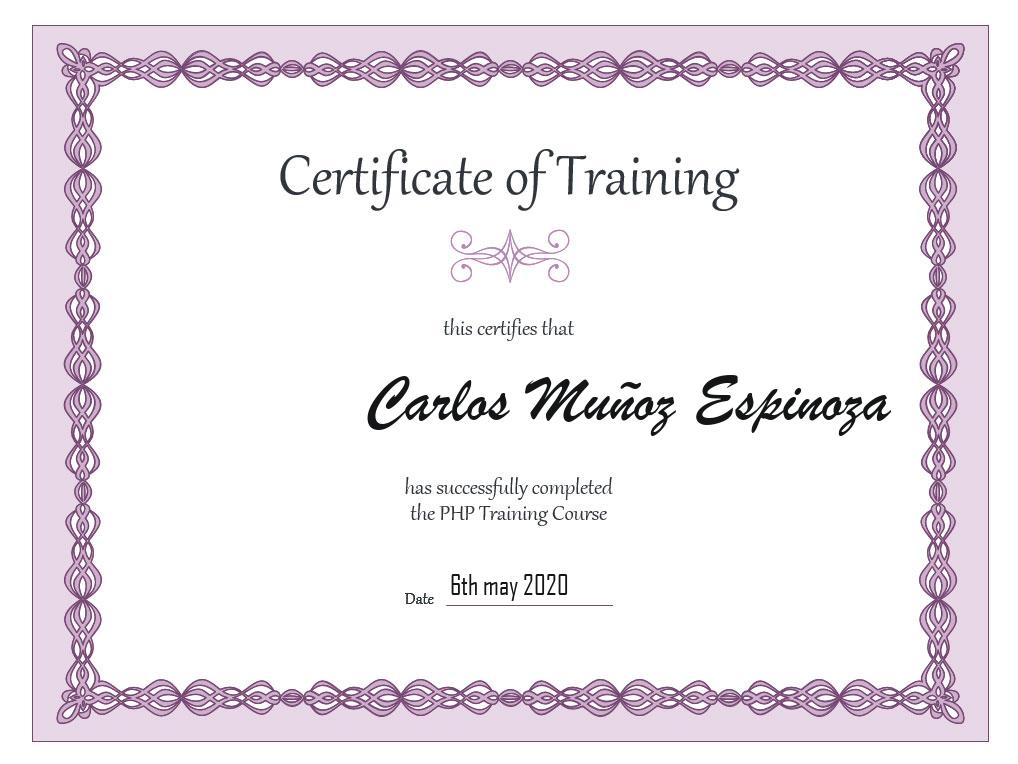 Certificate of Training
this certifies that
Carlos Muñoz Espinoza
has successfully completed
the PHP Training Course
Date 6th may 2020